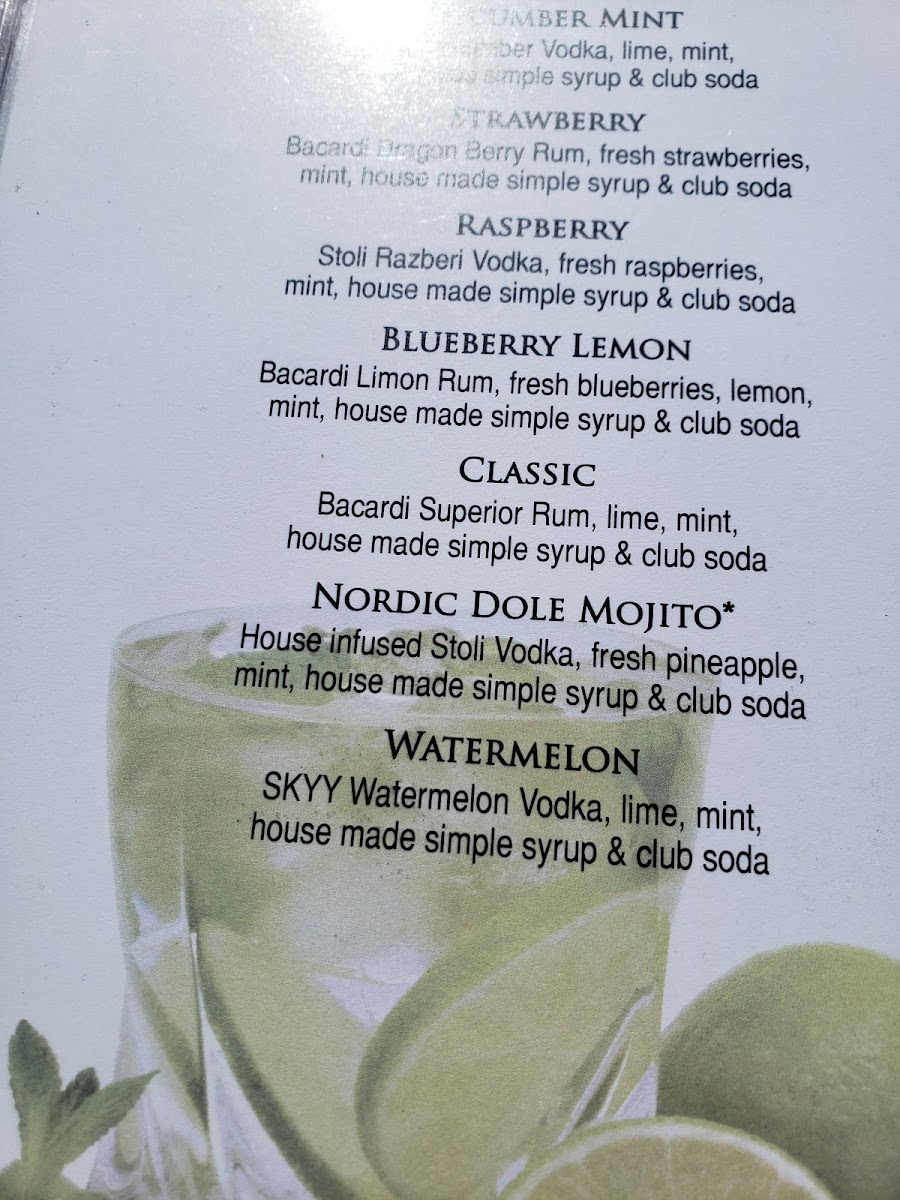 CUMBER MINT
Vodka, lime, mint,
simple syrup & club soda
STRAWBERRY
Bacardi Dragon Berry Rum, fresh strawberries,
mint, house made simple syrup & club soda
RASPBERRY
Stoli Razberi Vodka, fresh raspberries,
mint, house made simple syrup & club soda
BLUEBERRY LEMON
Bacardi Limon Rum, fresh blueberries, lemon,
mint, house made simple syrup & club soda
CLASSIC
Bacardi Superior Rum, lime, mint,
house made simple syrup & club soda
NORDIC DOLE MOJITO*
House infused Stoli Vodka, fresh pineapple,
mint, house made simple syrup & club soda
WATERMELON
SKYY Watermelon Vodka, lime, mint,
house made simple syrup & club soda